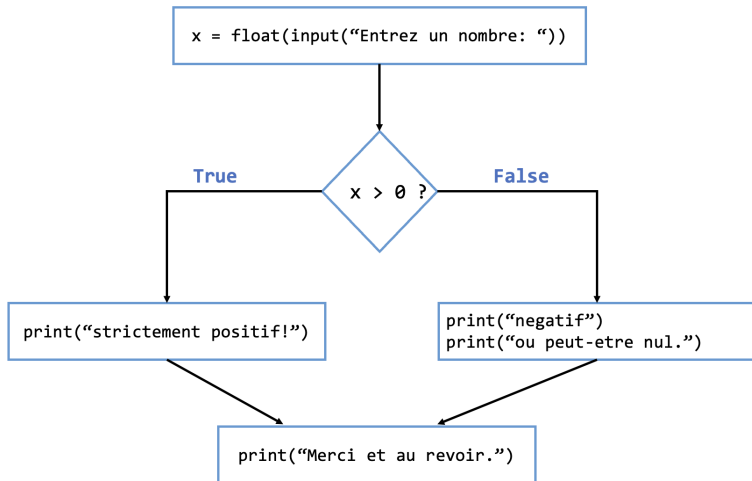 x = float(input(“Entrez un nombre: “))
x > 0 ?
True
False
print(“strictement positif!”)
print(“negatif”)
print(“ou peut-etre nul.”)
print(“Merci et au revoir.”)